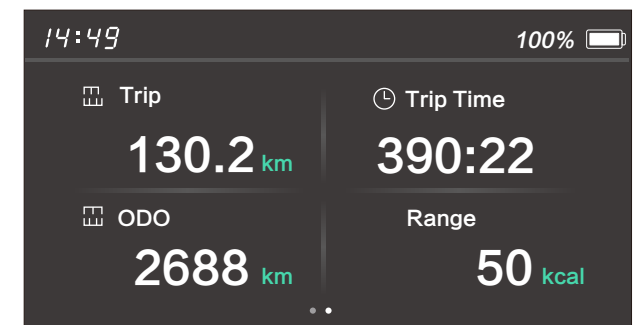 14:49 100%
Trip
130.2 km
Trip Time
390:22
ODO
2688 km
Range
50 kcal